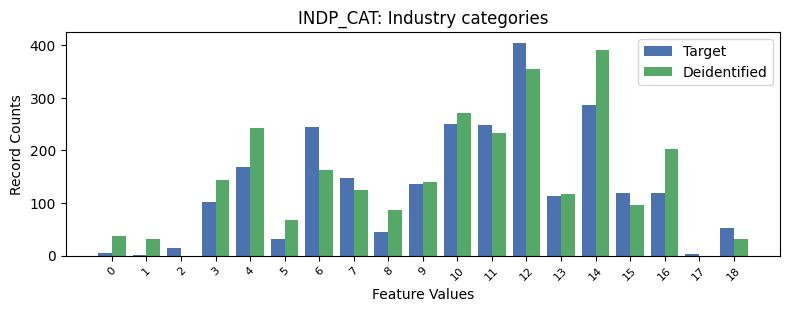 INDP_CAT: Industry categories
Target
Deidentified
Record Counts
400
300
200
100
0
0 1 2 3 4 5 6 7 8 9 10 11 12 13 14 15 16 17 18
Feature Values